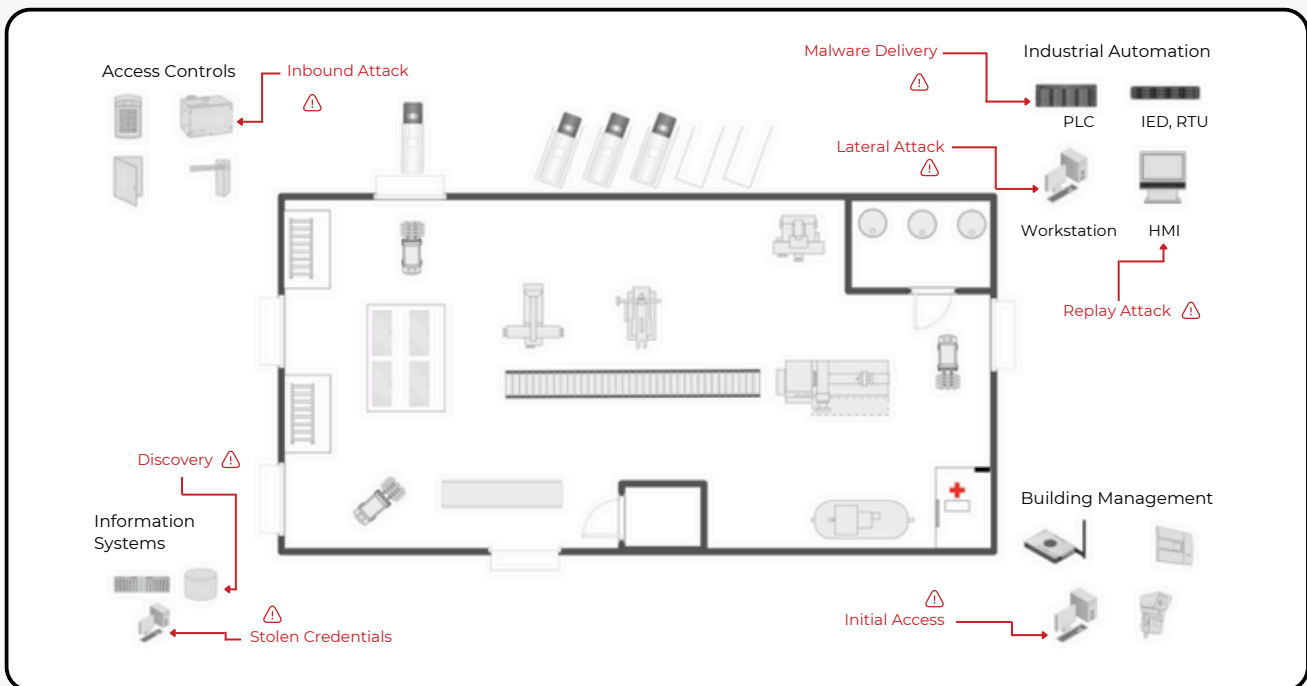 Access Controls
Inbound Attack
Malware Delivery
Industrial Automation
PLC
IED, RTU
Lateral Attack
Workstation
HMI
Replay Attack
Discovery
Information
Systems
Stolen Credentials
Building Management
Initial Access